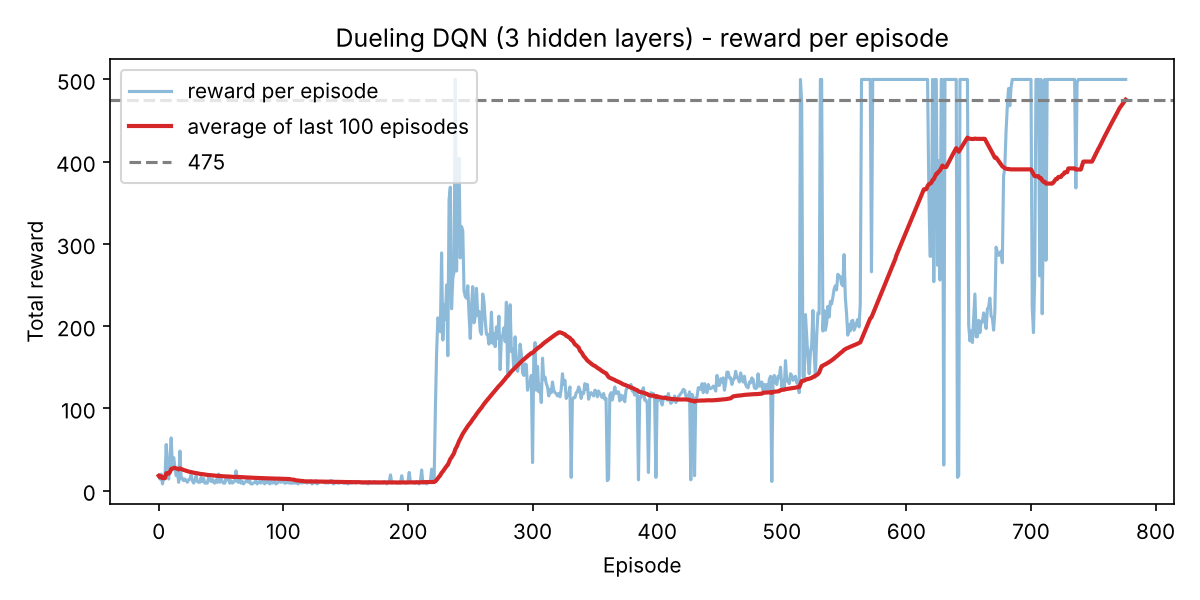 Dueling DQN (3 hidden layers) - reward per episode
reward per episode
average of last 100 episodes
475
Total reward
500
400
300
200
100
0
0 100 200 300 400 500 600 700 800
Episode